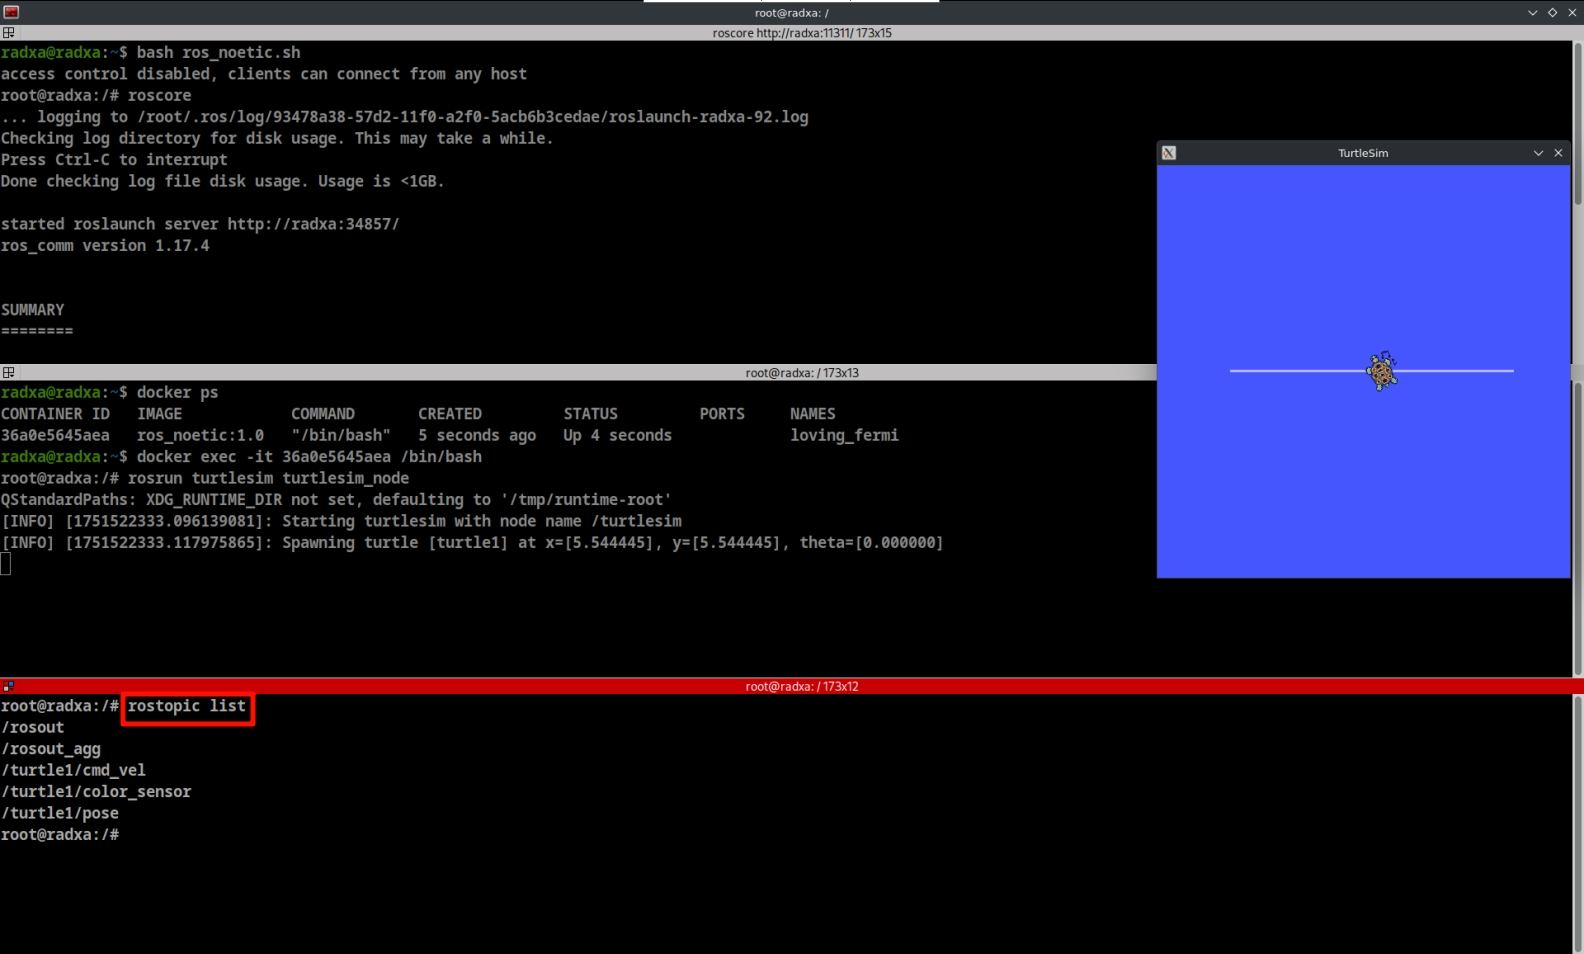 root@radxa: /
roscore http://radxa:11311/ 173x15
radxa@radxa:~$ bash ros_noetic.sh
access control disabled, clients can connect from any host
root@radxa:/# roscore
... logging to /root/.ros/log/93478a38-57d2-11f0-a2f0-5acb6b3cedae/roslaunch-radxa-92.log
Checking log directory for disk usage. This may take a while.
Press Ctrl-C to interrupt
Done checking log file disk usage. Usage is <1GB.
started roslaunch server http://radxa:34857/
ros_comm version 1.17.4
SUMMARY
========
TurtleSim
root@radxa: / 173x13
radxa@radxa:~$ docker ps
CONTAINER ID   IMAGE            COMMAND       CREATED         STATUS         PORTS     NAMES
36a0e5645aea   ros_noetic:1.0   "/bin/bash"   5 seconds ago   Up 4 seconds             loving_fermi
radxa@radxa:~$ docker exec -it 36a0e5645aea /bin/bash
root@radxa:/# rosrun turtlesim turtlesim_node
QStandardPaths: XDG_RUNTIME_DIR not set, defaulting to '/tmp/runtime-root'
[INFO] [1751522333.096139081]: Starting turtlesim with node name /turtlesim
[INFO] [1751522333.117975865]: Spawning turtle [turtle1] at x=[5.544445], y=[5.544445], theta=[0.000000]
root@radxa: / 173x12
root@radxa:/# rostopic list
/rosout
/rosout_agg
/turtle1/cmd_vel
/turtle1/color_sensor
/turtle1/pose
root@radxa:/#